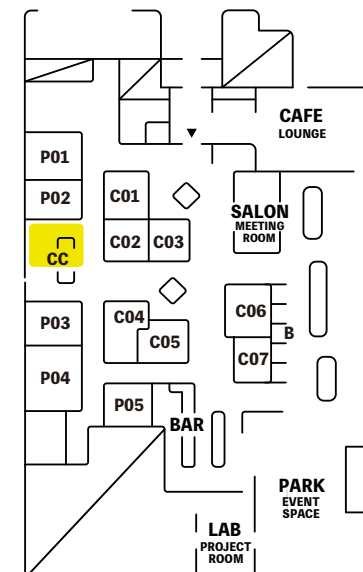 CAFE
LOUNGE
P01
P02
C01
C02
C03
SALON
MEETING
ROOM
CC
P03
P04
C04
C05
C06
B
C07
P05
BAR
PARK
EVENT
SPACE
LAB
PROJECT
ROOM